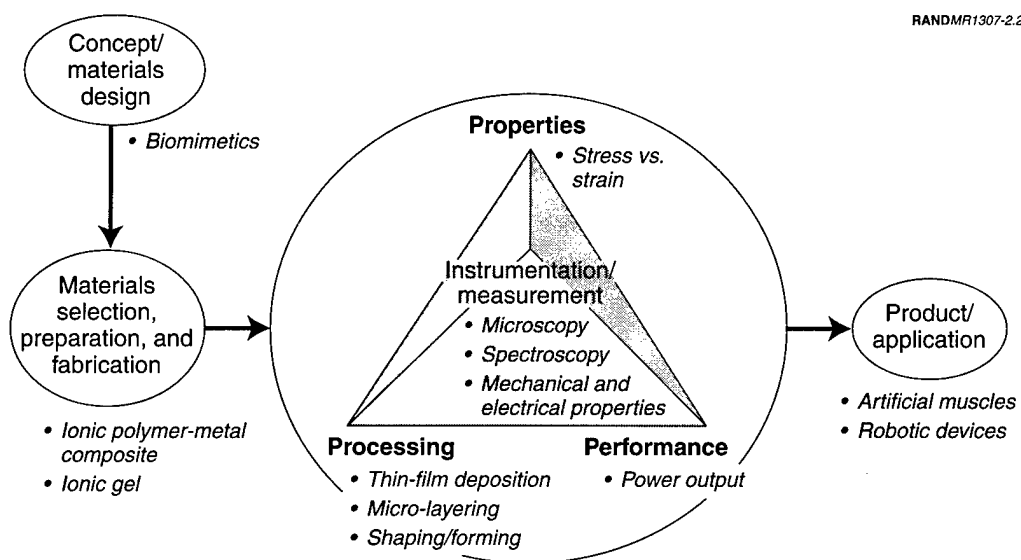 RANDMR1307-2.2
Concept/
materials
design
• Biomimetics
Materials
selection,
preparation, and
fabrication
• Ionic polymer-metal
composite
• Ionic gel
Properties
• Stress vs.
strain
Instrumentation/
measurement
• Microscopy
• Spectroscopy
• Mechanical and
electrical properties
Processing
• Thin-film deposition
• Micro-layering
• Shaping/forming
Performance
• Power output
Product/
application
• Artificial muscles
• Robotic devices